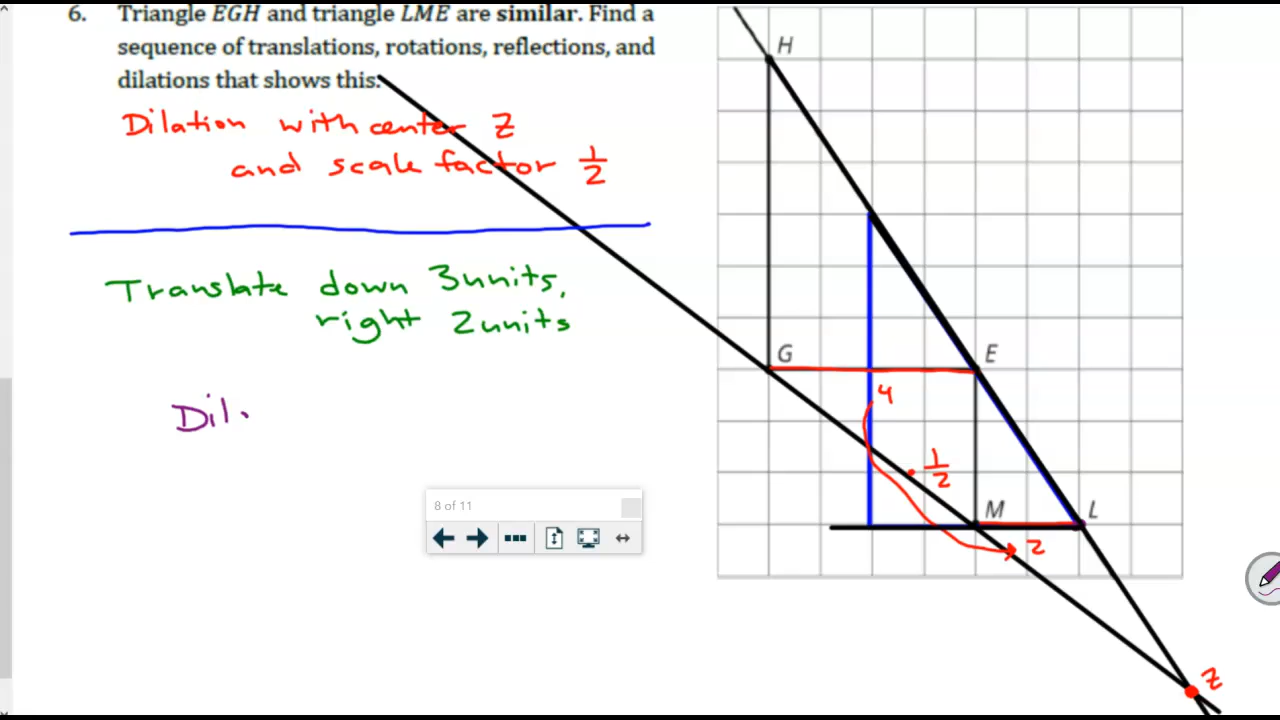 6. Triangle EGH and triangle LME are similar. Find a
sequence of translations, rotations, reflections, and
dilations that shows this.
Dilation with center Z
and scale factor 1/2
Translate down 3 units,
right 2 units
Dil.
8 of 11
H
G
E
4
1/2
M
L
2
Z